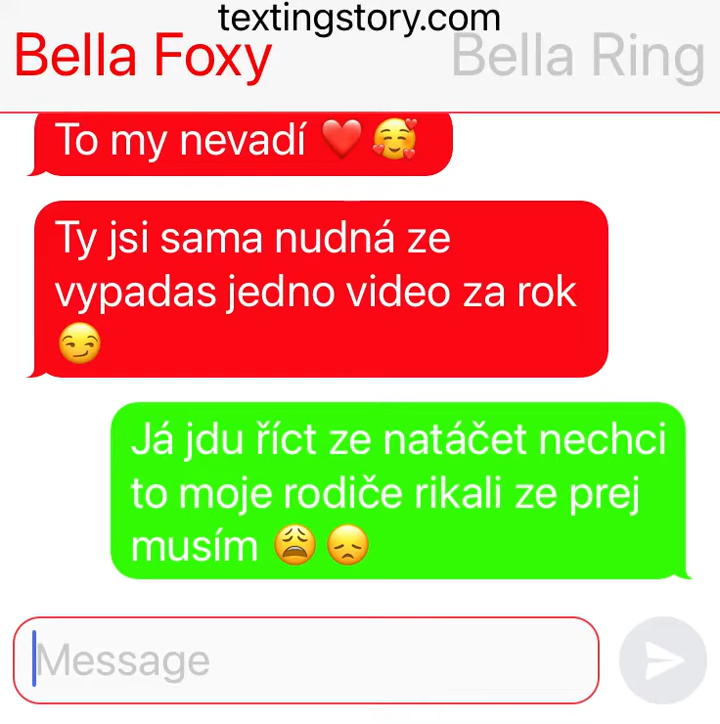 textingstory.com
Bella Foxy Bella Ring
To my nevadí ❤️ 🥰
Ty jsi sama nudná ze
vypadas jedno video za rok
😏
Já jdu říct ze natáčet nechci
to moje rodiče rikali ze prej
musím 😩 😞
Message